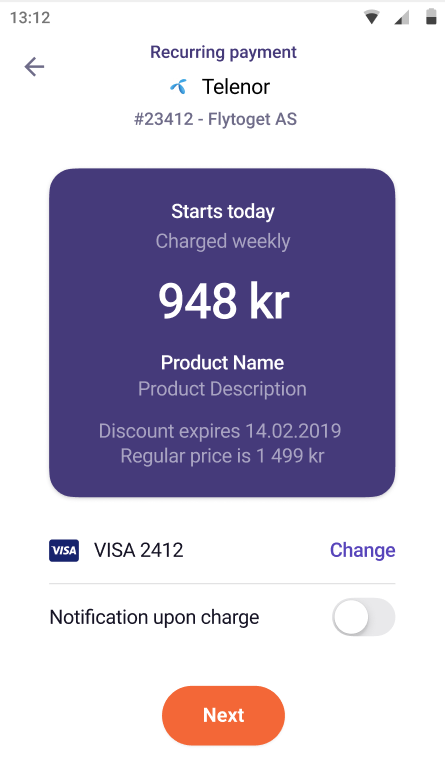 13:12
Recurring payment
Telenor
#23412 - Flytoget AS
Starts today
Charged weekly
948 kr
Product Name
Product Description
Discount expires 14.02.2019
Regular price is 1 499 kr
VISA VISA 2412 Change
Notification upon charge
Next